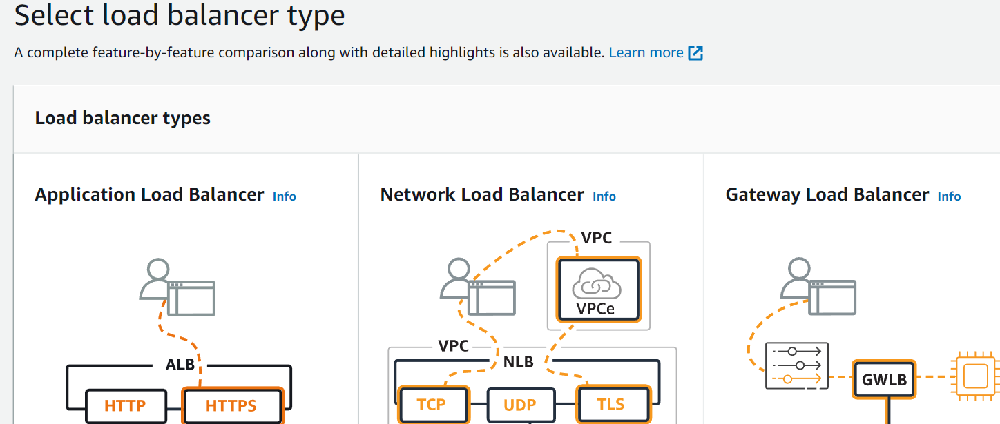 Select load balancer type
A complete feature-by-feature comparison along with detailed highlights is also available. Learn more
Load balancer types
Application Load Balancer Info
ALB
HTTP
HTTPS
Network Load Balancer Info
VPC
VPCe
VPC
NLB
TCP
UDP
TLS
Gateway Load Balancer Info
GWLB